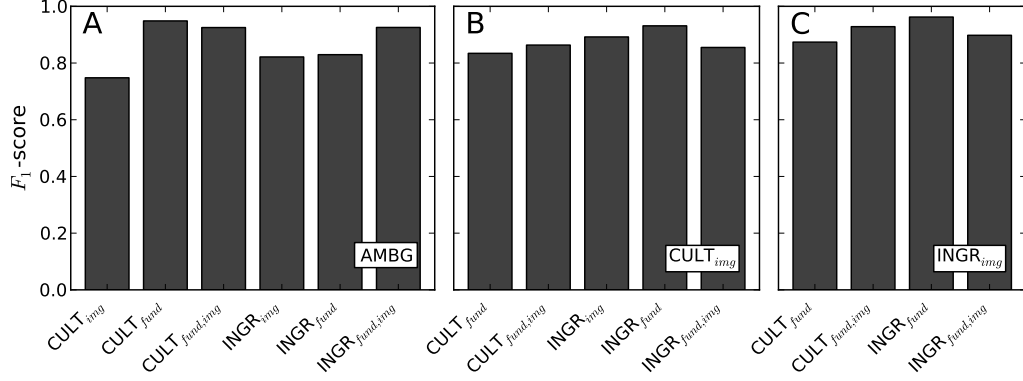 A
B
C
F1-score
1.0
0.8
0.6
0.4
0.2
0.0
AMBG
CULTimg
INGRimg
CULTimg
CULTfund
CULTfund,img
INGRimg
INGRfund
INGRfund,img
CULTfund
CULTfund,img
INGRimg
INGRfund
INGRfund,img
CULTfund
CULTfund,img
INGRfund
INGRfund,img